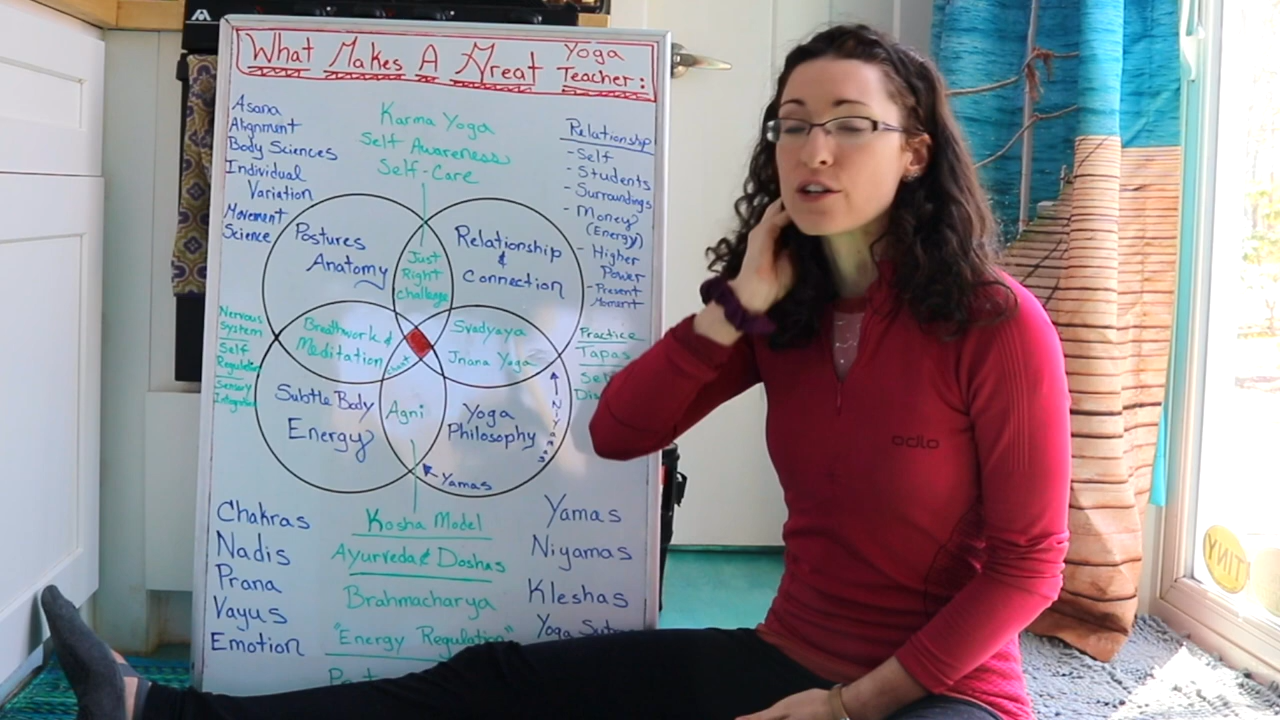 What Makes A Great Yoga
Teacher:
Asana
Alignment
Body Sciences
Individual
Variation
Movement
Science
Karma Yoga
Self Awareness
Self-Care
Relationship
- Self
- Students
- Surroundings
- Money
(Energy)
- Higher
Power
- Present
Moment
Postures
Anatomy
Just
Right
Challenge
Relationship
&
Connection
Nervous
System
Self
Sensory
Breathwork &
Meditation
Svadyaya
Jnana Yoga
Practice
Tapas
Subtle Body
Energy
Agni
Yoga
Philosophy
Niyamas
Yamas
Chakras
Nadis
Prana
Vayus
Emotion
Kosha Model
Ayurveda & Doshas
Brahmacharya
"Energy Regulation"
Yamas
Niyamas
Kleshas
Yoga
odlo
TINY